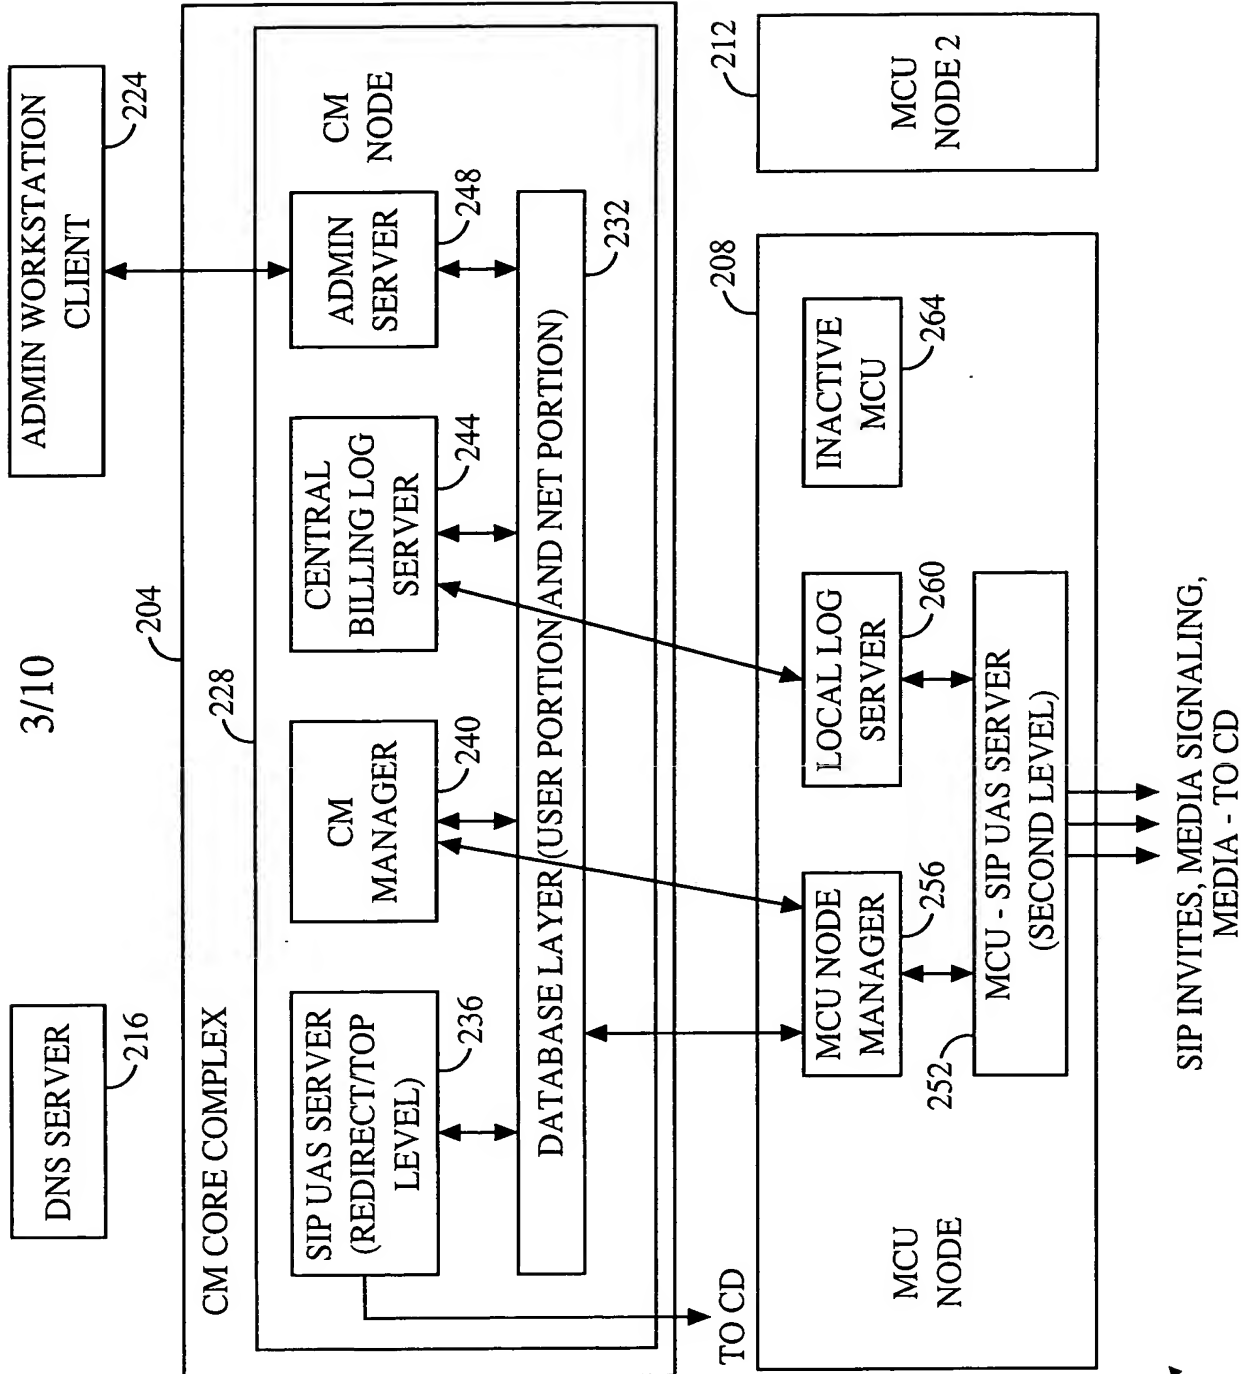 3/10
DNS SERVER
216
ADMIN WORKSTATION
CLIENT
224
204
CM CORE COMPLEX
228
SIP UAS SERVER
(REDIRECT/TOP
LEVEL)
236
CM
MANAGER
240
CENTRAL
BILLING LOG
SERVER
244
ADMIN
SERVER
248
CM
NODE
DATABASE LAYER (USER PORTION AND NET PORTION)
232
TO CD
208
212
MCU
NODE
MCU NODE
MANAGER
256
LOCAL LOG
SERVER
260
INACTIVE
MCU
264
MCU
NODE 2
252
MCU - SIP UAS SERVER
(SECOND LEVEL)
SIP INVITES, MEDIA SIGNALING,
MEDIA - TO CD